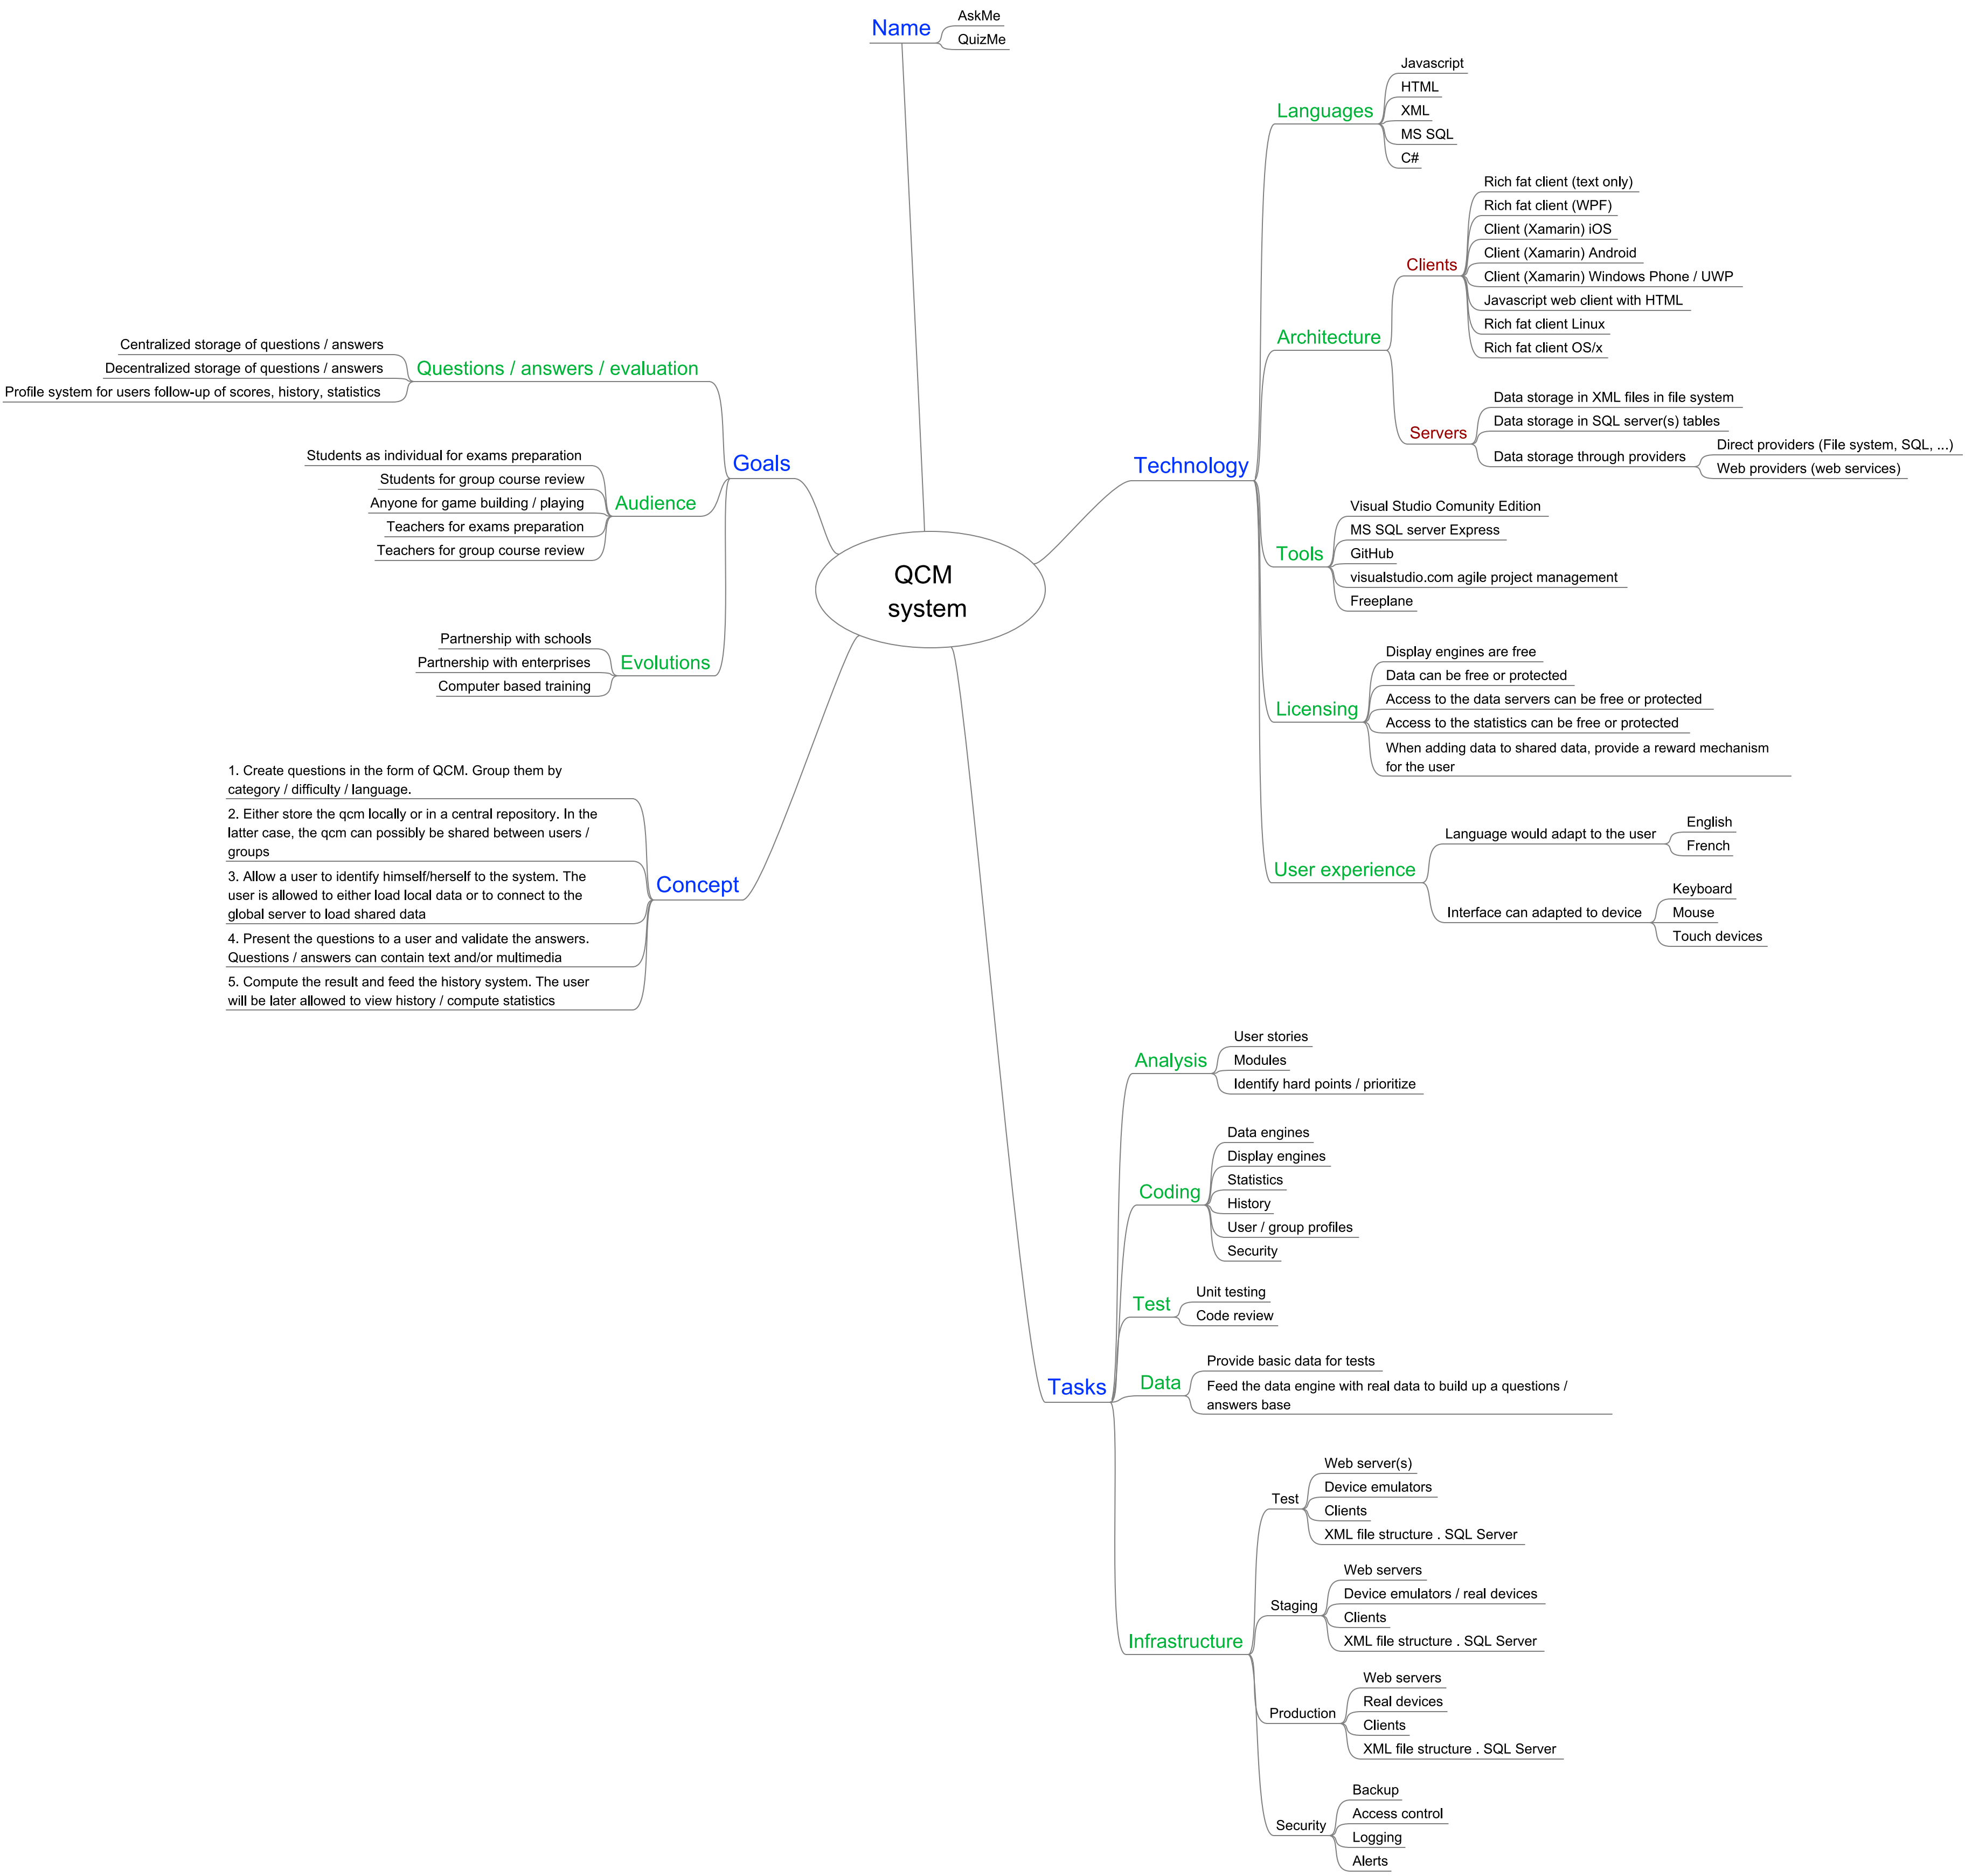 Name
AskMe
QuizMe
Technology
Languages
Javascript
HTML
XML
MS SQL
C#
Architecture
Clients
Rich fat client (text only)
Rich fat client (WPF)
Client (Xamarin) iOS
Client (Xamarin) Android
Client (Xamarin) Windows Phone / UWP
Javascript web client with HTML
Rich fat client Linux
Rich fat client OS/x
Servers
Data storage in XML files in file system
Data storage in SQL server(s) tables
Data storage through providers
Direct providers (File system, SQL, ...)
Web providers (web services)
Tools
Visual Studio Comunity Edition
MS SQL server Express
GitHub
visualstudio.com agile project management
Freeplane
Licensing
Display engines are free
Data can be free or protected
Access to the data servers can be free or protected
Access to the statistics can be free or protected
When adding data to shared data, provide a reward mechanism
for the user
User experience
Language would adapt to the user
English
French
Interface can adapted to device
Keyboard
Mouse
Touch devices
Goals
Questions / answers / evaluation
Centralized storage of questions / answers
Decentralized storage of questions / answers
Profile system for users follow-up of scores, history, statistics
Audience
Students as individual for exams preparation
Students for group course review
Anyone for game building / playing
Teachers for exams preparation
Teachers for group course review
Evolutions
Partnership with schools
Partnership with enterprises
Computer based training
QCM
system
Concept
1. Create questions in the form of QCM. Group them by
category / difficulty / language.
2. Either store the qcm locally or in a central repository. In the
latter case, the qcm can possibly be shared between users /
groups
3. Allow a user to identify himself/herself to the system. The
user is allowed to either load local data or to connect to the
global server to load shared data
4. Present the questions to a user and validate the answers.
Questions / answers can contain text and/or multimedia
5. Compute the result and feed the history system. The user
will be later allowed to view history / compute statistics
Tasks
Analysis
User stories
Modules
Identify hard points / prioritize
Coding
Data engines
Display engines
Statistics
History
User / group profiles
Security
Test
Unit testing
Code review
Data
Provide basic data for tests
Feed the data engine with real data to build up a questions /
answers base
Infrastructure
Test
Web server(s)
Device emulators
Clients
XML file structure . SQL Server
Staging
Web servers
Device emulators / real devices
Clients
XML file structure . SQL Server
Production
Web servers
Real devices
Clients
XML file structure . SQL Server
Security
Backup
Access control
Logging
Alerts